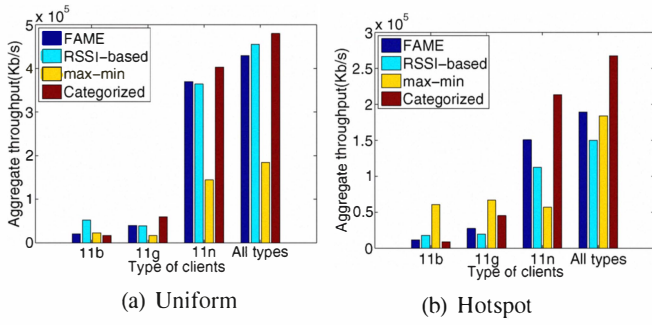 x 10^5
5
4
3
2
1
0
Aggregate throughput(Kb/s)
FAME
RSSI-based
max-min
Categorized
11b
11g
11n
All types
Type of clients
(a) Uniform
x 10^5
3
2.5
2
1.5
1
0.5
0
Aggregate throughput(Kb/s)
FAME
RSSI-based
max-min
Categorized
11b
11g
11n
All types
Type of clients
(b) Hotspot